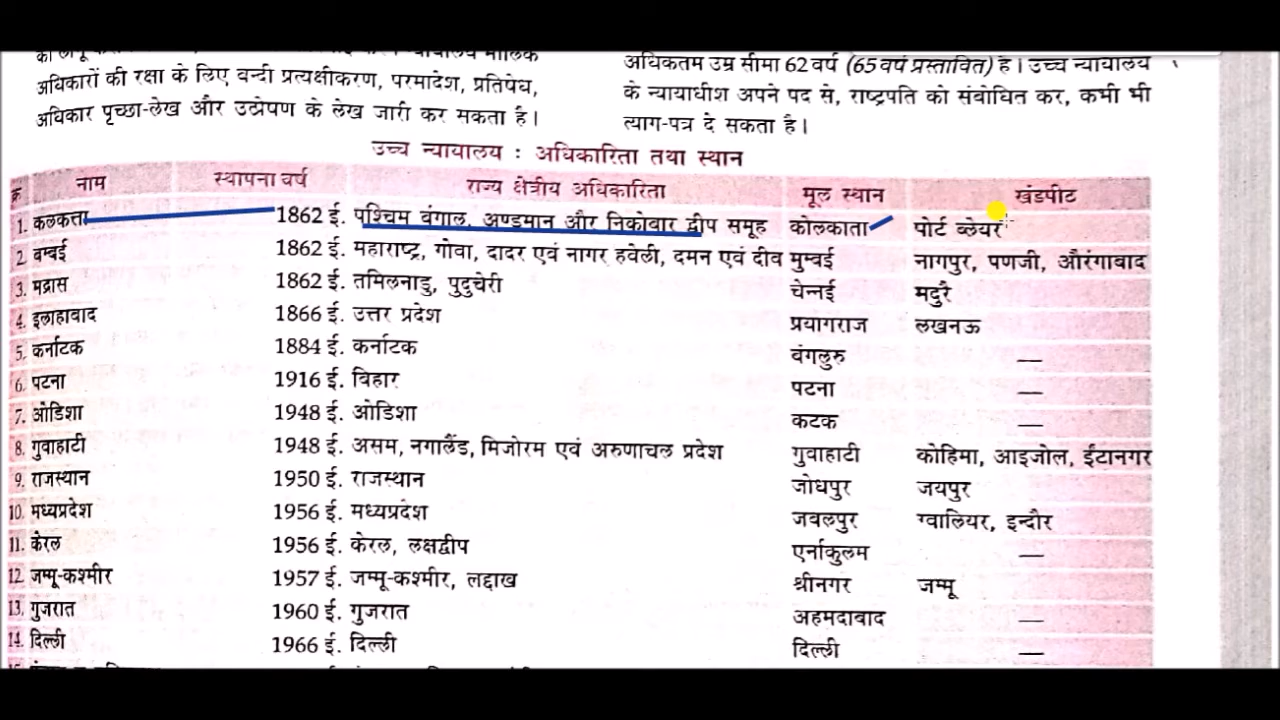 अधिकारों की रक्षा के लिए वन्दी प्रत्यक्षीकरण, परमादेश, प्रतिषेध,
अधिकार पृच्छा-लेख और उत्प्रेषण के लेख जारी कर सकता है।
अधिकतम उम्र सीमा 62 वर्ष (65 वर्ष प्रस्तावित) है। उच्च न्यायालय
के न्यायाधीश अपने पद से, राष्ट्रपति को संबोधित कर, कभी भी
त्याग-पत्र दे सकता है।
उच्च न्यायालय : अधिकारिता तथा स्थान
क्र नाम स्थापना वर्ष राज्य क्षेत्रीय अधिकारिता मूल स्थान खंडपीट
1. कलकता 1862 ई. पश्चिम बंगाल, अण्डमान और निकोबार द्वीप समूह कोलकाता पोर्ट ब्लेयर
2. बम्बई 1862 ई. महाराष्ट्र, गोवा, दादर एवं नागर हवेली, दमन एवं दीव मुम्बई नागपुर, पणजी, औरंगाबाद
3. मद्रास 1862 ई. तमिलनाडु, पुदुचेरी चेन्नई मदुरै
4. इलाहाबाद 1866 ई. उत्तर प्रदेश प्रयागराज लखनऊ
5. कर्नाटक 1884 ई. कर्नाटक बंगलुरु —
6. पटना 1916 ई. बिहार पटना —
7. ओडिशा 1948 ई. ओडिशा कटक —
8. गुवाहाटी 1948 ई. असम, नगालैंड, मिजोरम एवं अरुणाचल प्रदेश गुवाहाटी कोहिमा, आइजोल, ईटानगर
9. राजस्थान 1950 ई. राजस्थान जोधपुर जयपुर
10. मध्यप्रदेश 1956 ई. मध्यप्रदेश जबलपुर ग्वालियर, इन्दौर
11. केरल 1956 ई. केरल, लक्षद्वीप एर्नाकुलम —
12. जम्मू-कश्मीर 1957 ई. जम्मू-कश्मीर, लद्दाख श्रीनगर जम्मू
13. गुजरात 1960 ई. गुजरात अहमदाबाद —
14. दिल्ली 1966 ई. दिल्ली दिल्ली —